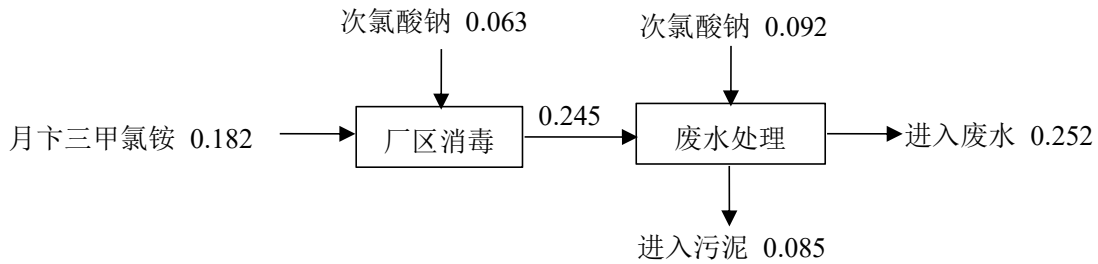 次氯酸钠 0.063
次氯酸钠 0.092
月卞三甲氯铵 0.182
厂区消毒
0.245
废水处理
进入废水 0.252
进入污泥 0.085